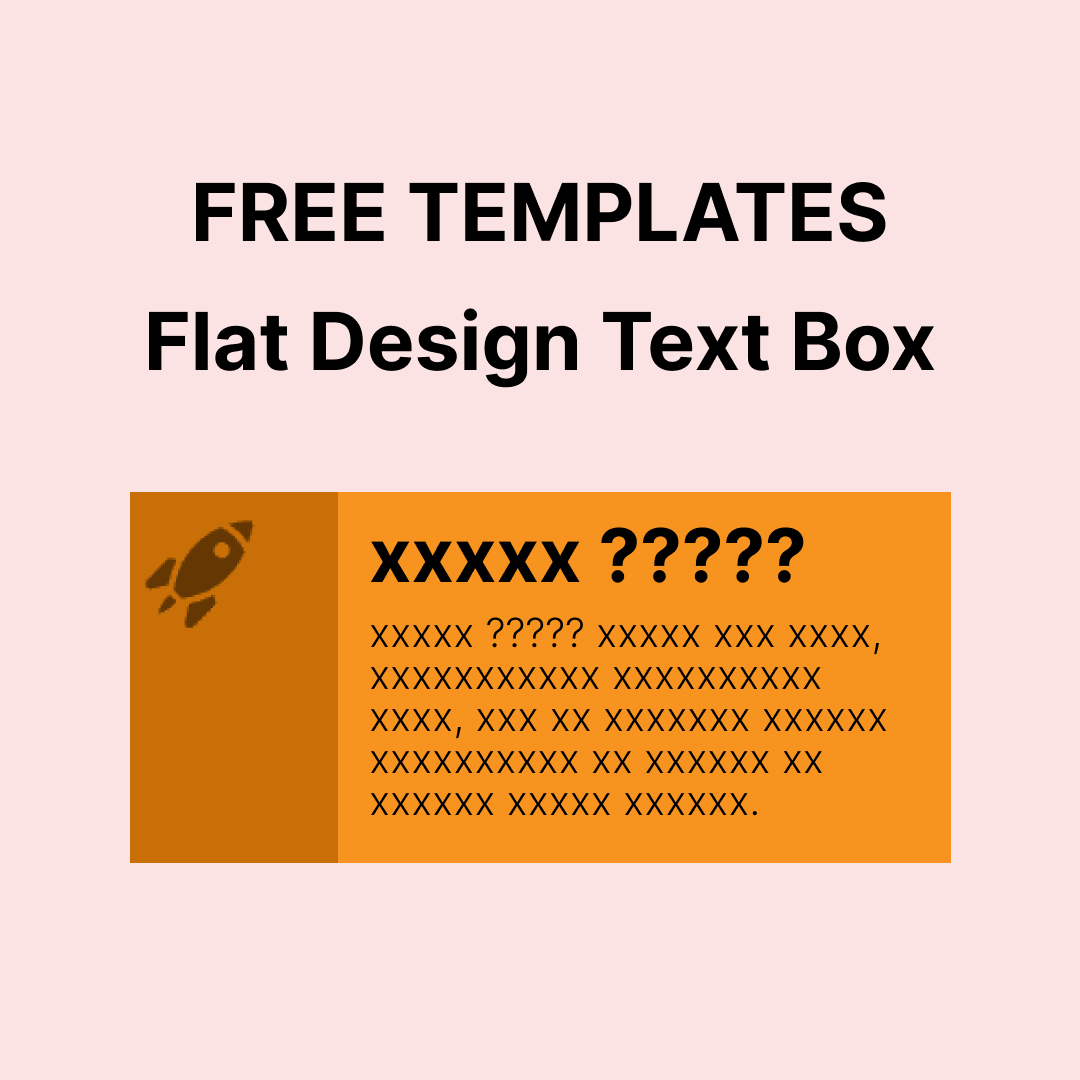 FREE TEMPLATES
Flat Design Text Box
xxxxx ?????
xxxxx ????? xxxxx xxx xxxx,
xxxxxxxxxxx xxxxxxxxxx
xxxx, xxx xx xxxxxxx xxxxxx
xxxxxxxxxx xx xxxxxx xx
xxxxxx xxxxx xxxxxx.